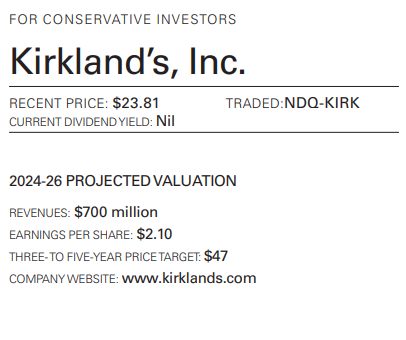 FOR CONSERVATIVE INVESTORS
Kirkland's, Inc.
RECENT PRICE: $23.81 TRADED:NDQ-KIRK
CURRENT DIVIDEND YIELD: Nil
2024-26 PROJECTED VALUATION
REVENUES: $700 million
EARNINGS PER SHARE: $2.10
THREE- TO FIVE-YEAR PRICE TARGET: $47
COMPANY WEBSITE: www.kirklands.com